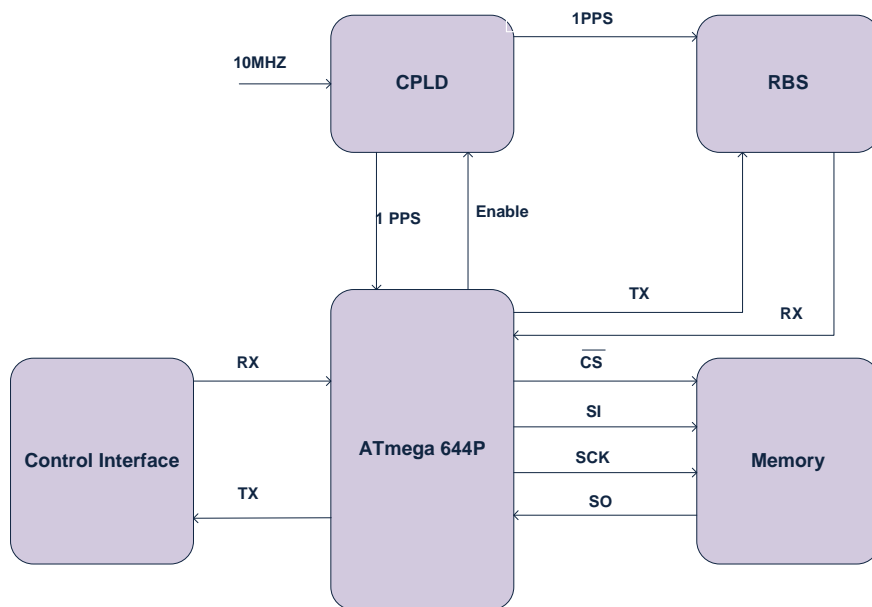 1PPS
10MHZ
CPLD
RBS
1 PPS
Enable
TX
RX
CS
RX
SI
ATmega 644P
Control Interface
SCK
Memory
TX
SO